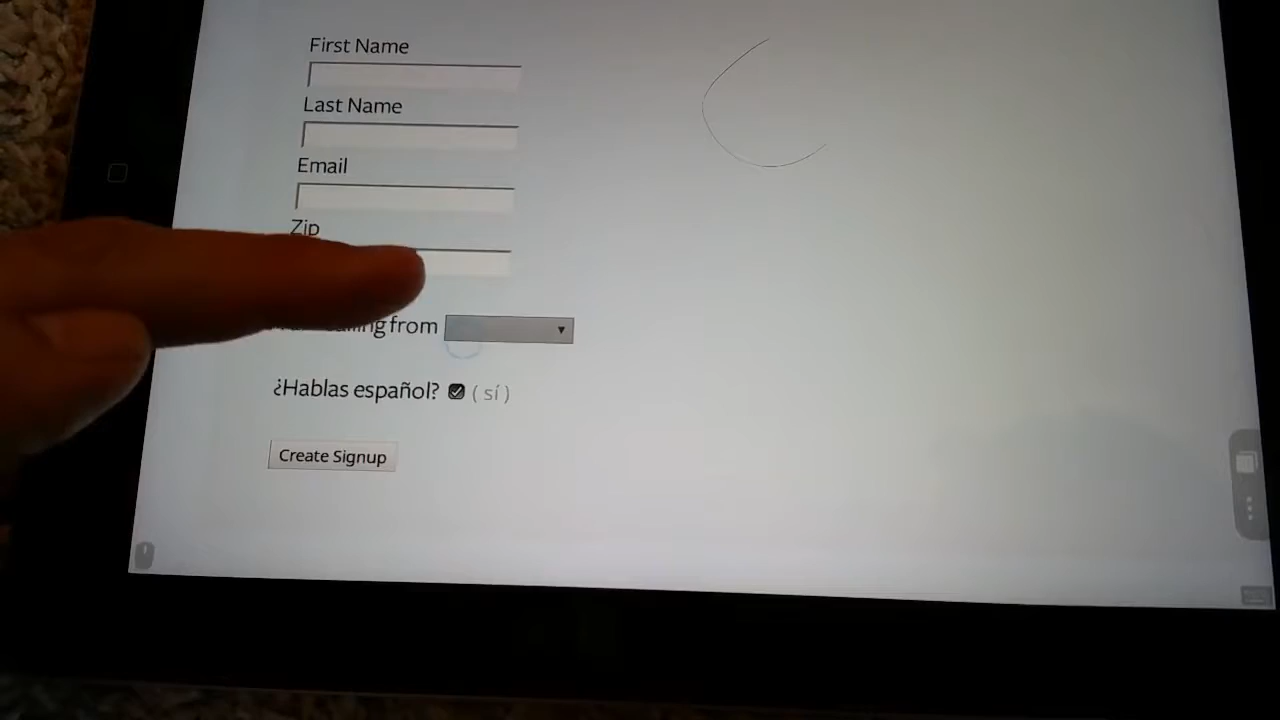 First Name
Last Name
Email
Zip
from
¿Hablas español? ( sí )
Create Signup